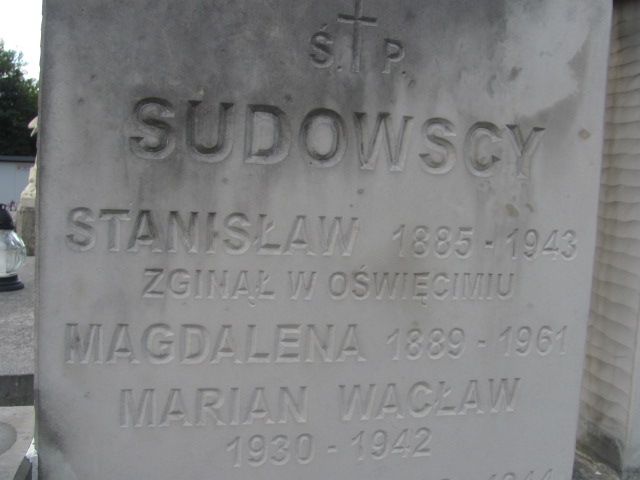 Ś. P.
SUDOWSCY
STANISŁAW 1885 - 1943
ZGINĄŁ W OŚWIĘCIMIU
MAGDALENA 1889 - 1961
MARIAN WACŁAW
1930 - 1942